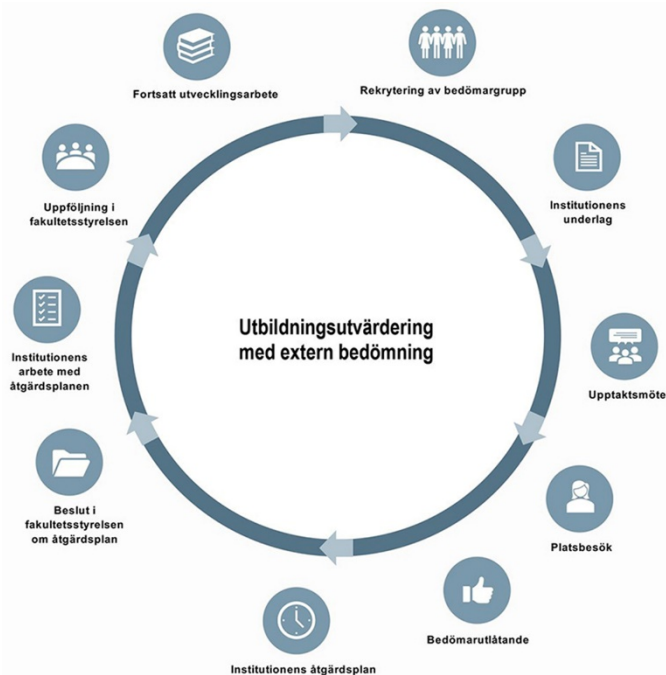 Utbildningsutvärdering
med extern bedömning
Rekrytering av bedömargrupp
Institutionens
underlag
Upptaktsmöte
Platsbesök
Bedömarutlåtande
Institutionens åtgärdsplan
Beslut i
fakultetsstyrelsen
om åtgärdsplan
Institutionens
arbete med
åtgärdsplanen
Uppföljning i
fakultetsstyrelsen
Fortsatt utvecklingsarbete